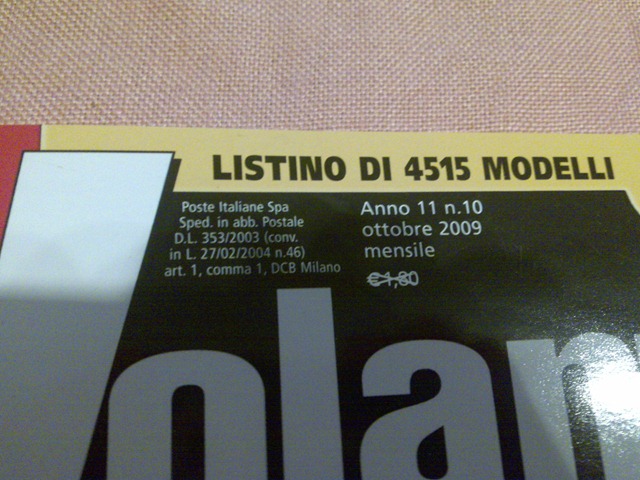 LISTINO DI 4515 MODELLI
Poste Italiane Spa
Sped. in abb. Postale
D.L. 353/2003 (conv.
in L. 27/02/2004 n.46)
art. 1, comma 1, DCB Milano
Anno 11 n.10
ottobre 2009
mensile
€1,80
Volan